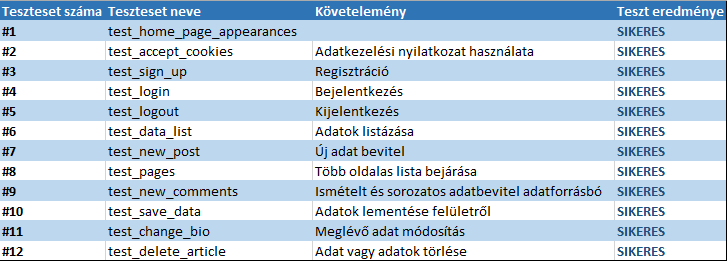 Teszteset száma Teszteset neve Követelemény Teszt eredménye
#1 test_home_page_appearances SIKERES
#2 test_accept_cookies Adatkezelési nyilatkozat használata SIKERES
#3 test_sign_up Regisztráció SIKERES
#4 test_login Bejelentkezés SIKERES
#5 test_logout Kijelentkezés SIKERES
#6 test_data_list Adatok listázása SIKERES
#7 test_new_post Új adat bevitel SIKERES
#8 test_pages Több oldalas lista bejárása SIKERES
#9 test_new_comments Ismételt és sorozatos adatbevitel adatforrásbó SIKERES
#10 test_save_data Adatok lementése felületről SIKERES
#11 test_change_bio Meglévő adat módosítás SIKERES
#12 test_delete_article Adat vagy adatok törlése SIKERES